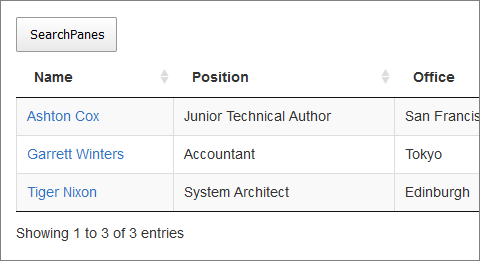 SearchPanes
Name Position Office
Ashton Cox Junior Technical Author San Francis
Garrett Winters Accountant Tokyo
Tiger Nixon System Architect Edinburgh
Showing 1 to 3 of 3 entries